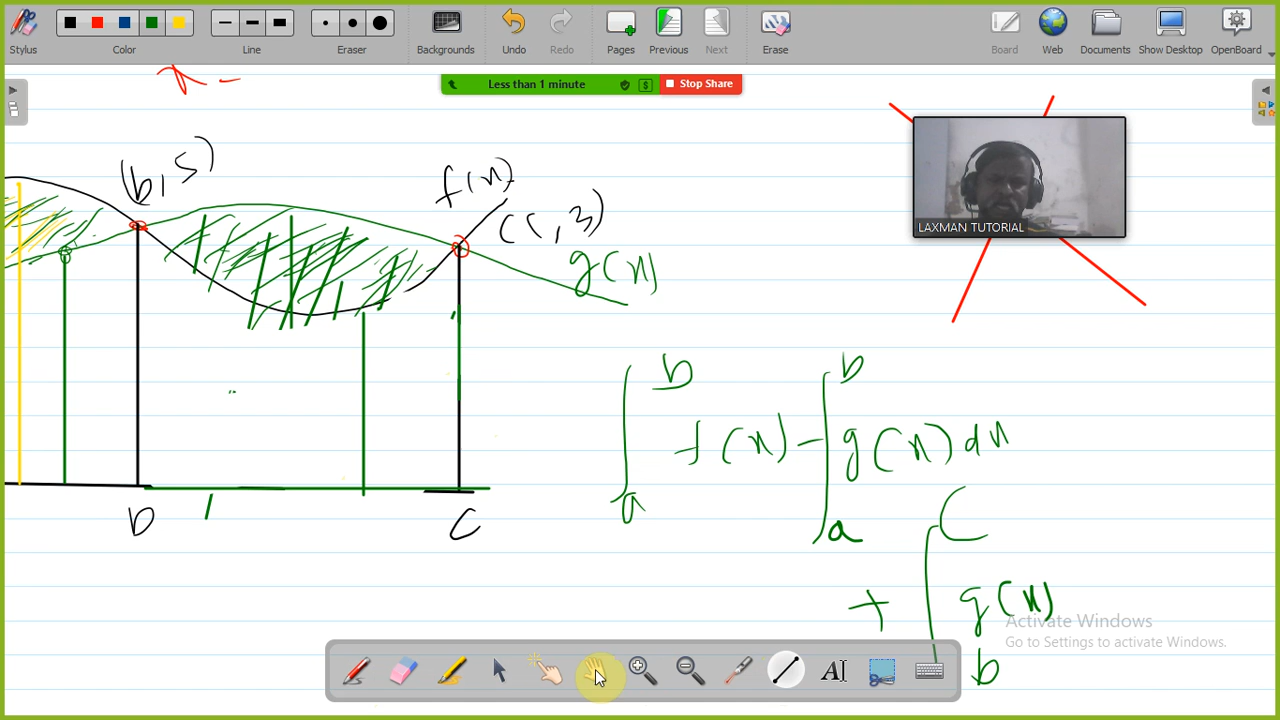 Stylus Color Line Eraser Backgrounds Undo Redo Pages Previous Next Erase Board Web Documents Show Desktop OpenBoard
Less than 1 minute Stop Share
x -
(b, 5)
f(x)
(c, 3)
g(x)
LAXMAN TUTORIAL
b b
∫ f(x) - ∫ g(x) dx
a a
b c
c
+ ∫ g(x)
b
Activate Windows
Go to Settings to activate Windows.
AI